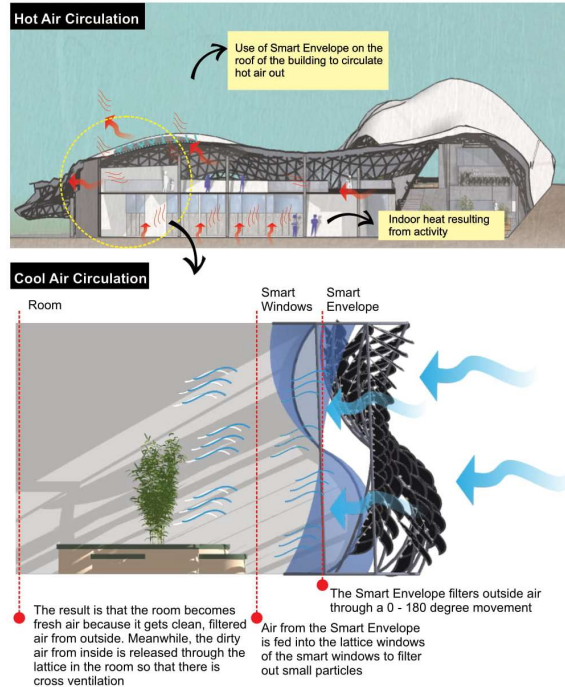 Hot Air Circulation
Use of Smart Envelope on the
roof of the building to circulate
hot air out
Indoor heat resulting
from activity
Cool Air Circulation
Room
Smart
Windows
Smart
Envelope
The Smart Envelope filters outside air
through a 0 - 180 degree movement
The result is that the room becomes
fresh air because it gets clean, filtered
air from outside. Meanwhile, the dirty
air from inside is released through the
lattice in the room so that there is
cross ventilation
Air from the Smart Envelope
is fed into the lattice windows
of the smart windows to filter
out small particles